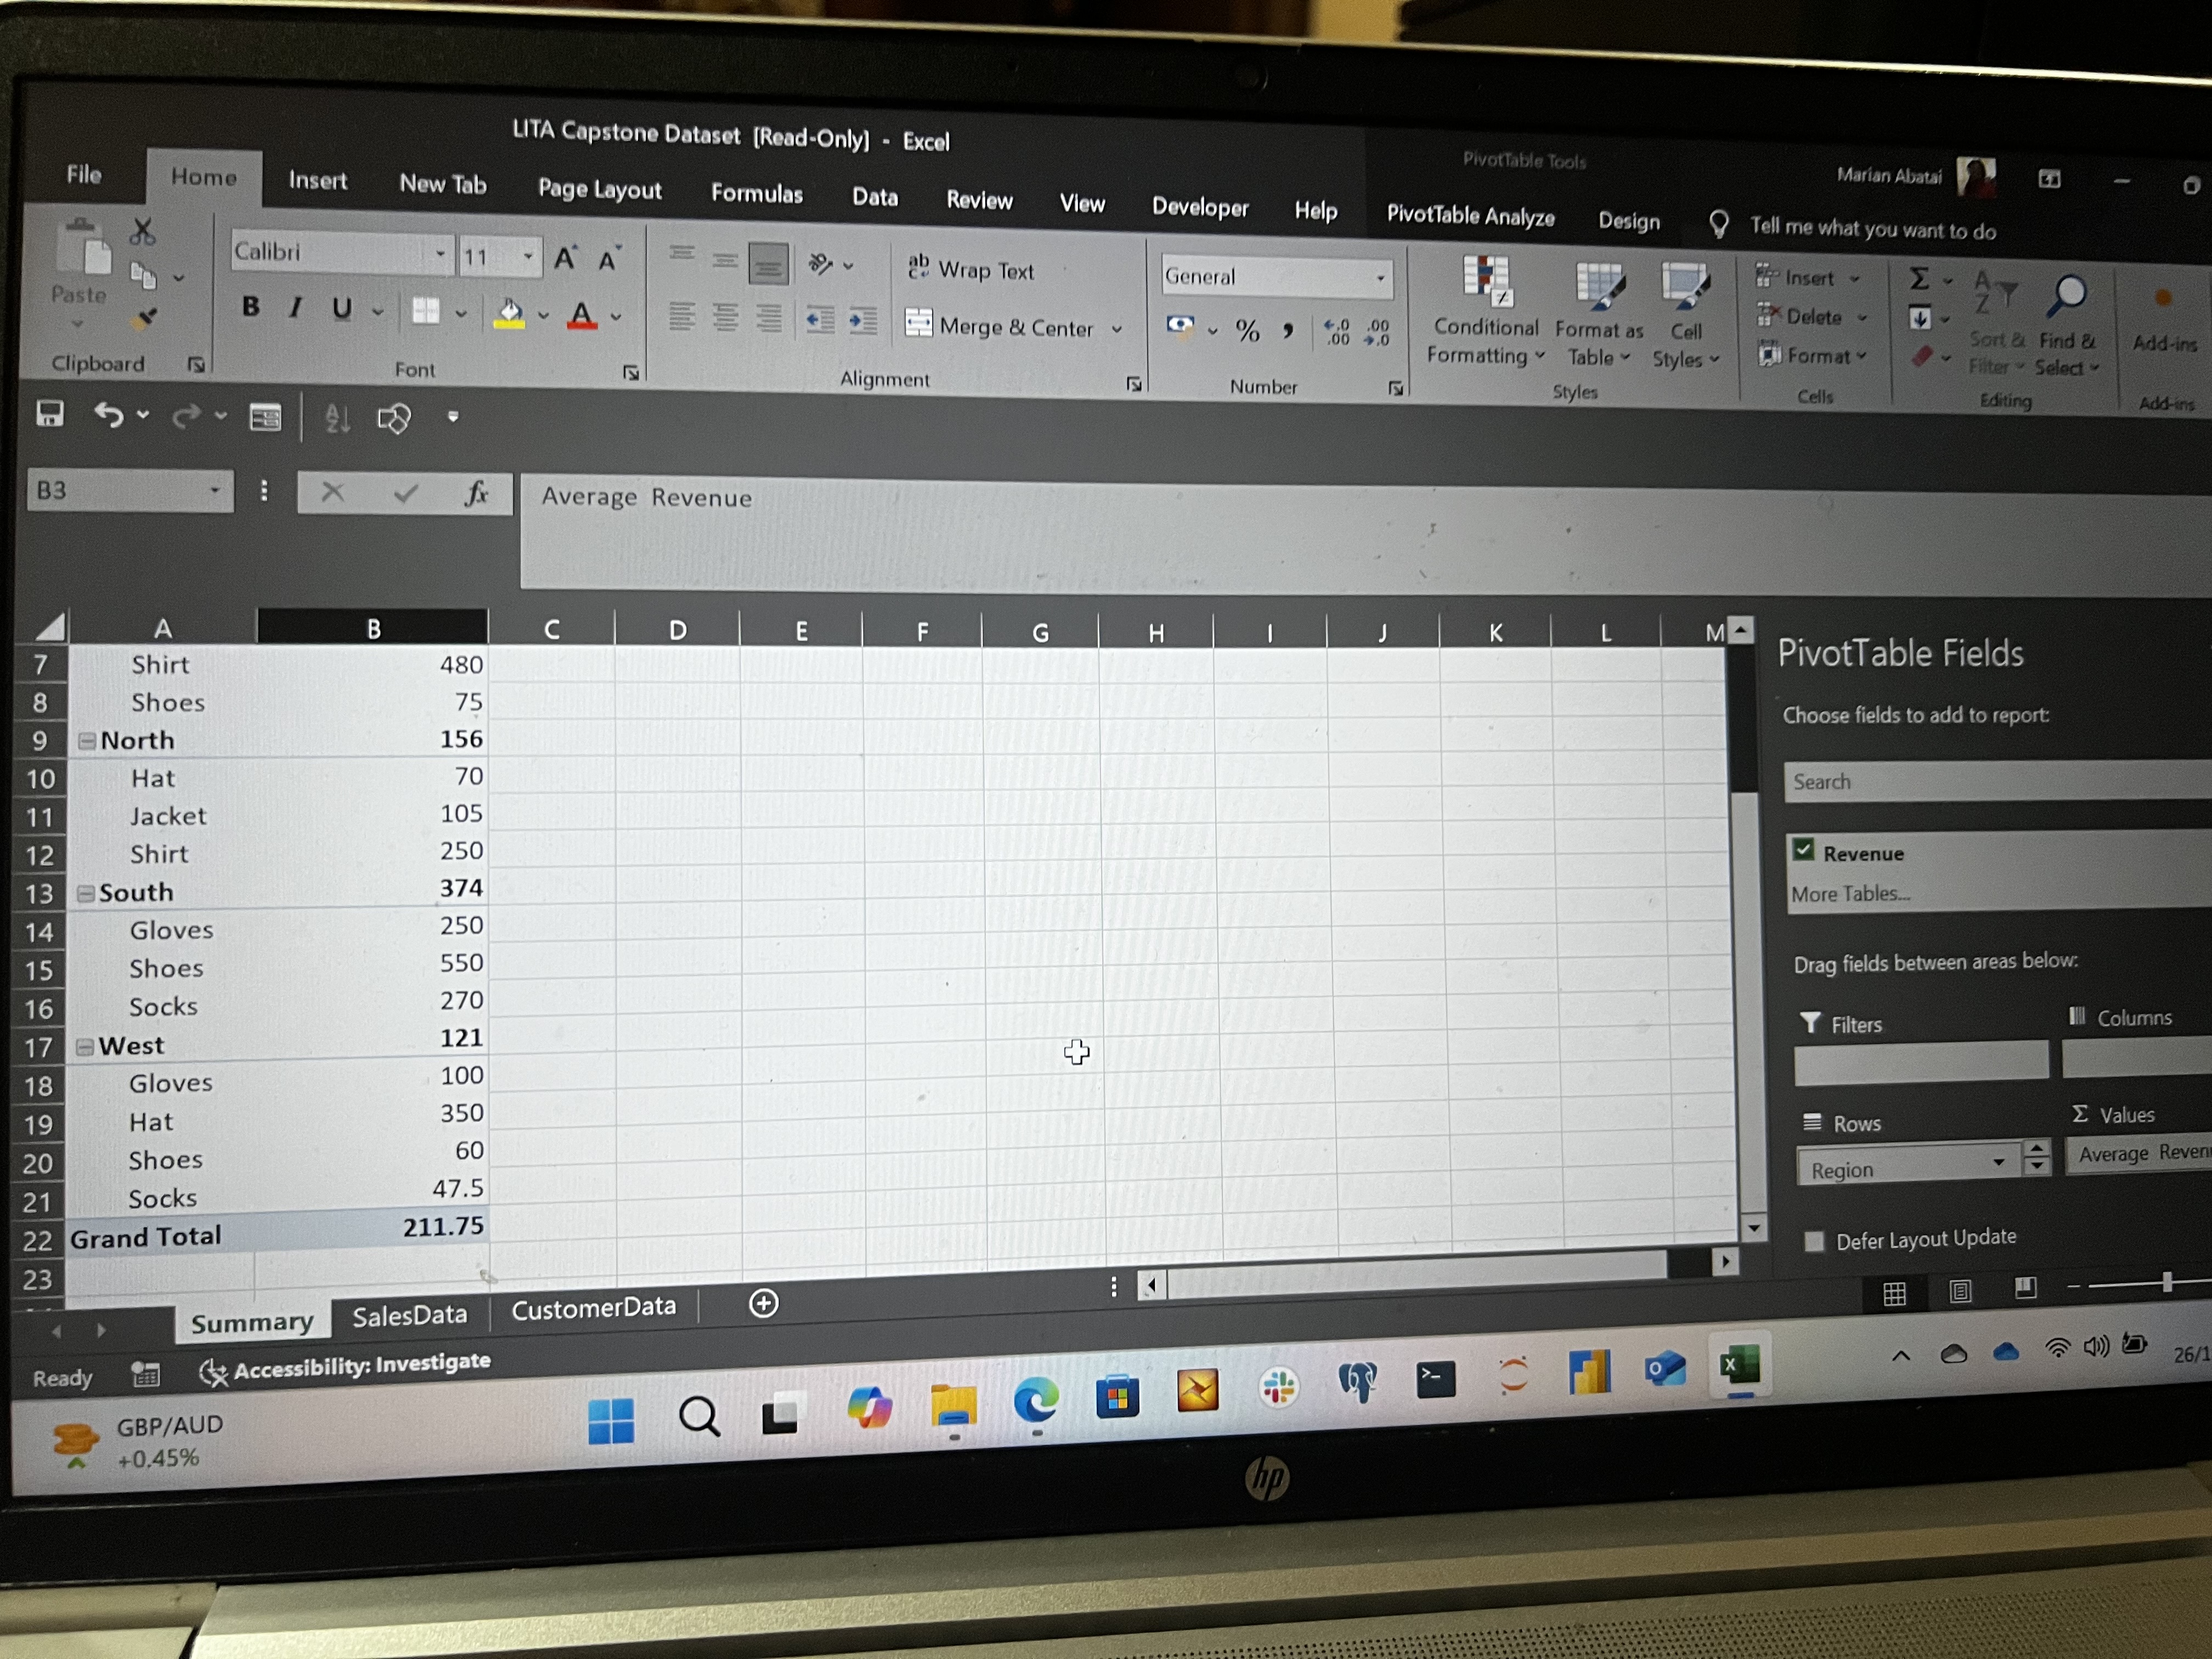 LITA Capstone Dataset [Read-Only] - Excel
PivotTable Tools
Marian Abatai
File Home Insert New Tab Page Layout Formulas Data Review View Developer Help PivotTable Analyze Design Tell me what you want to do
Paste
Clipboard
Calibri 11
B I U
Font
ab Wrap Text
Merge & Center
Alignment
General
% , .00
Number
Conditional Formatting
Format as Table
Cell Styles
Styles
Insert
Delete
Format
Cells
Sort & Filter
Find & Select
Editing
Add-ins
Add-ins
B3 fx Average Revenue
A B C D E F G H I J K L M
7 Shirt 480
8 Shoes 75
9 North 156
10 Hat 70
11 Jacket 105
12 Shirt 250
13 South 374
14 Gloves 250
15 Shoes 550
16 Socks 270
17 West 121
18 Gloves 100
19 Hat 350
20 Shoes 60
21 Socks 47.5
22 Grand Total 211.75
23
PivotTable Fields
Choose fields to add to report:
Search
Revenue
More Tables...
Drag fields between areas below:
Filters
Columns
Rows
Σ Values
Region
Average Reven
Defer Layout Update
Summary SalesData CustomerData
Ready
Accessibility: Investigate
GBP/AUD
+0.45%
26/1
hp